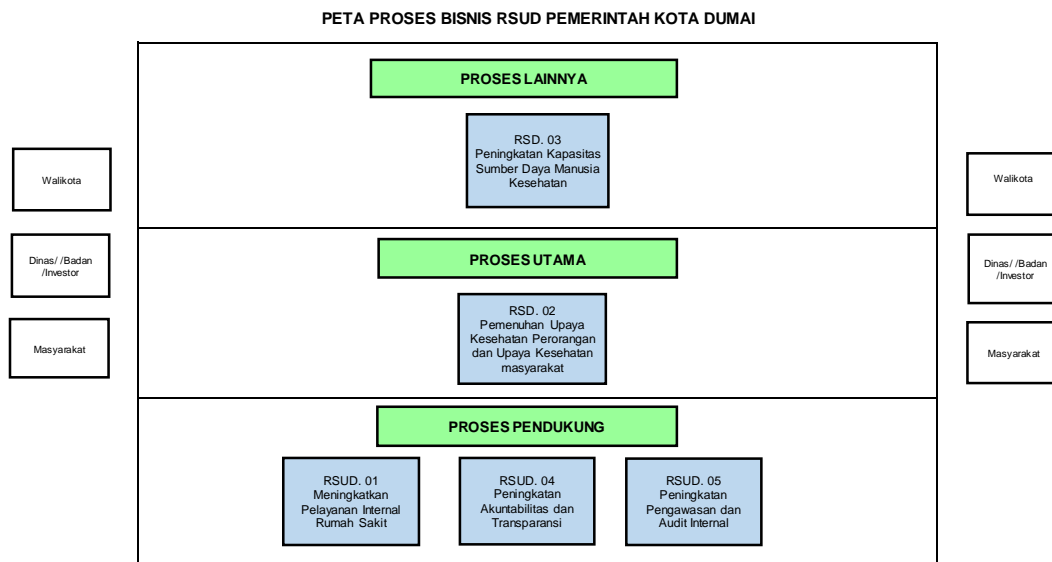 PETA PROSES BISNIS RSUD PEMERINTAH KOTA DUMAI
PROSES LAINNYA
RSD. 03
Peningkatan Kapasitas
Sumber Daya Manusia
Kesehatan
Walikota
Dinas/ /Badan
/Investor
Masyarakat
PROSES UTAMA
RSD. 02
Pemenuhan Upaya
Kesehatan Perorangan
dan Upaya Kesehatan
masyarakat
PROSES PENDUKUNG
RSUD. 01
Meningkatkan
Pelayanan Internal
Rumah Sakit
RSUD. 04
Peningkatan
Akuntabilitas dan
Transparansi
RSUD. 05
Peningkatan
Pengawasan dan
Audit Internal
Walikota
Dinas/ /Badan
/Investor
Masyarakat